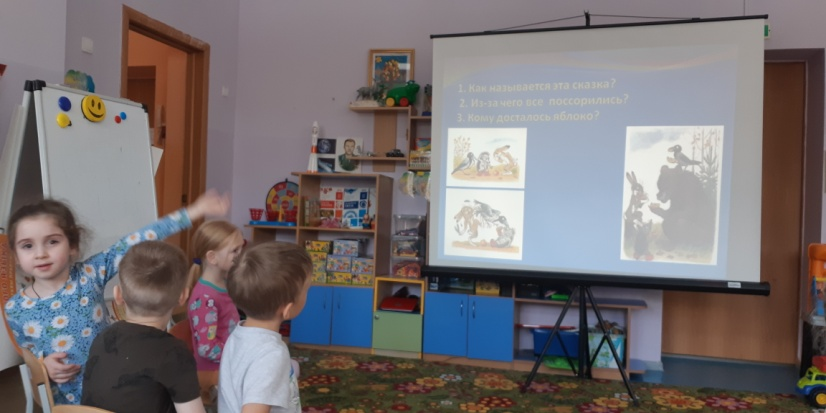 1. Как называется эта сказка?
2. Из-за чего все поссорились?
3. Кому досталось яблоко?